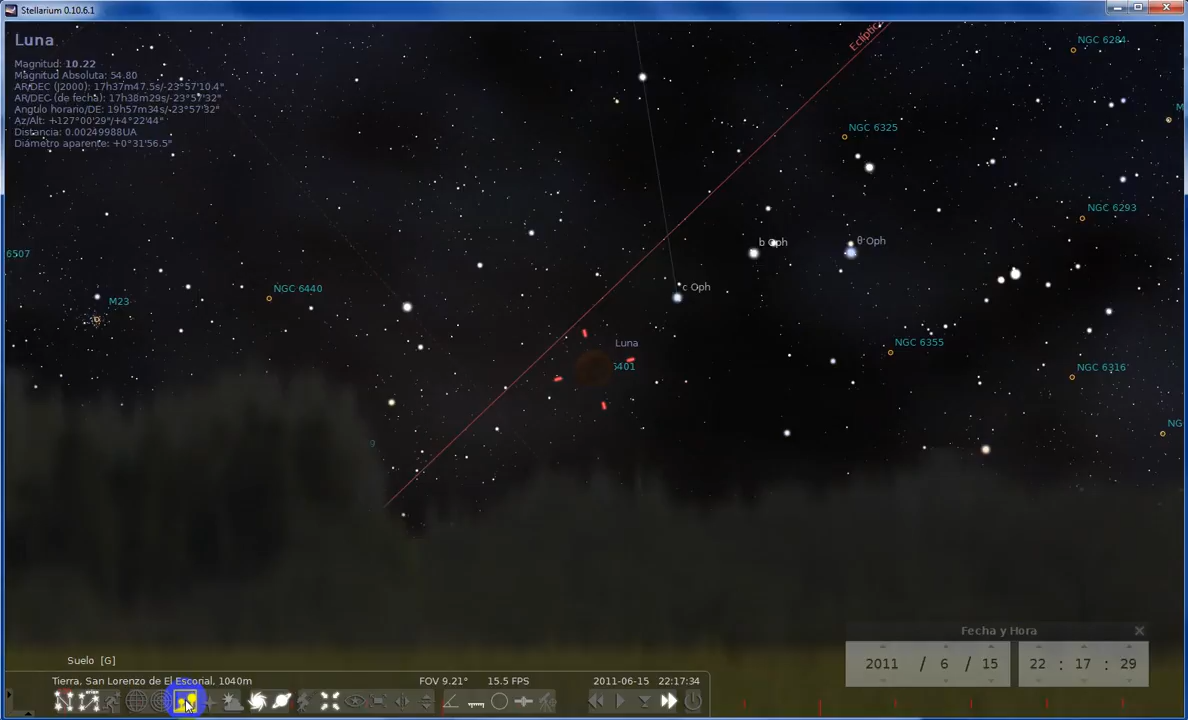 Stellarium 0.10.6.1
Luna
Magnitud: 10.22
Magnitud Absoluta: 54.80
AR/DEC (J2000): 17h37m47.5s/-23°57'10.4"
AR/DEC (de fecha): 17h38m29s/-23°57'32"
Angulo horario/DE: 19h57m34s/-23°57'32"
Az/Alt: +127°00'29"/+4°22'44"
Distancia: 0.00249988UA
Diámetro aparente: +0°31'56.5"
Eclíptica
NGC 6284
NGC 6325
M
NGC 6293
b Oph
θ Oph
6507
c Oph
NGC 6440
M23
Luna
NGC 6355
6401
NGC 6316
NG
Fecha y Hora
Suelo [G]
2011 / 6 / 15 22 : 17 : 29
Tierra, San Lorenzo de El Escorial, 1040m FOV 9.21° 15.5 FPS 2011-06-15 22:17:34